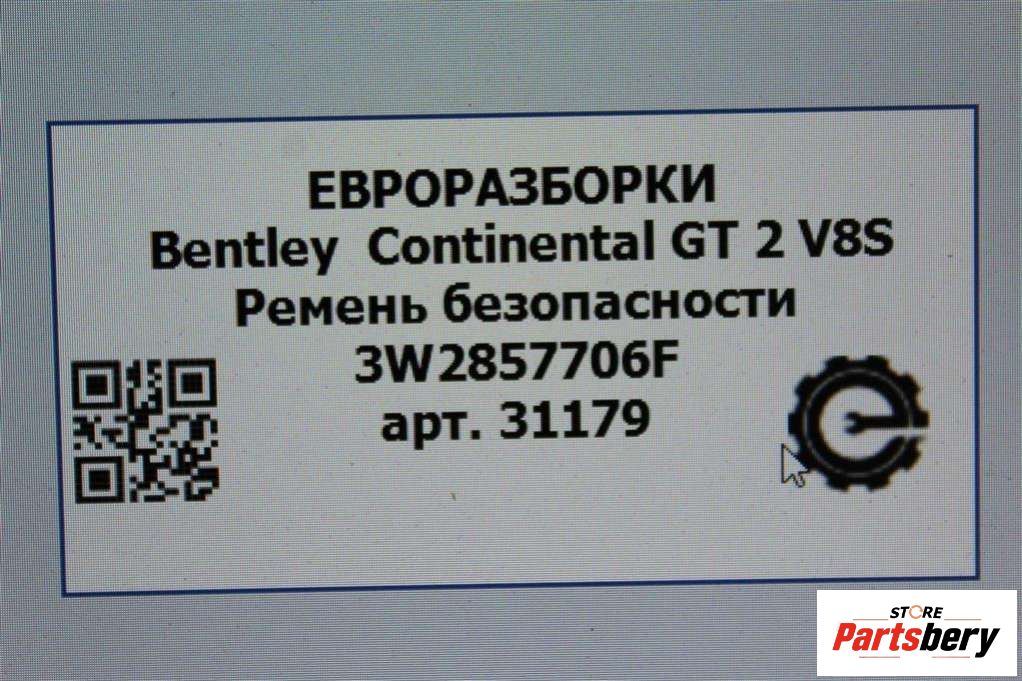 ЕВРОРАЗБОРКИ
Bentley Continental GT 2 V8S
Ремень безопасности
3W2857706F
арт. 31179
STORE
Partsbery